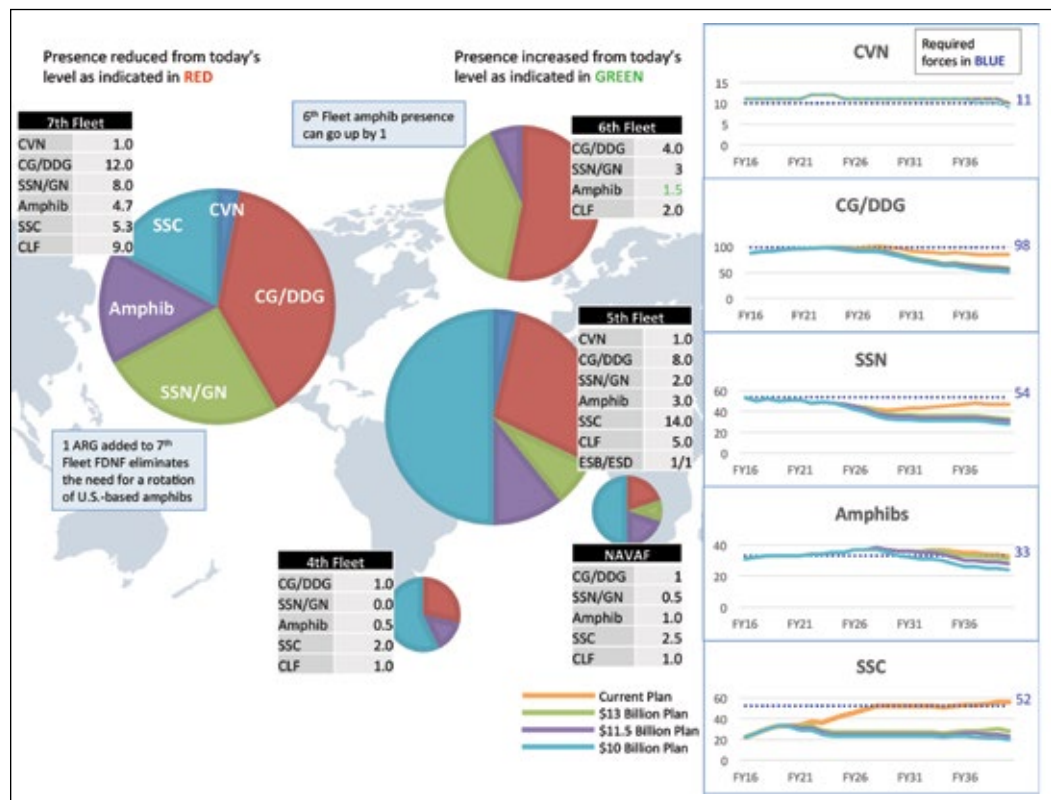 Presence reduced from today's
level as indicated in RED
Presence increased from today's
level as indicated in GREEN
6th Fleet amphib presence
can go up by 1
7th Fleet
CVN 1.0
CG/DDG 12.0
SSN/GN 8.0
Amphib 4.7
SSC 5.3
CLF 9.0
CVN
CG/DDG
SSN/GN
Amphib
SSC
1 ARG added to 7th
Fleet FDNF eliminates
the need for a rotation
of U.S.-based amphibs
6th Fleet
CG/DDG 4.0
SSN/GN 3
Amphib 1.5
CLF 2.0
5th Fleet
CVN 1.0
CG/DDG 8.0
SSN/GN 2.0
Amphib 3.0
SSC 14.0
CLF 5.0
ESB/ESD 1/1
4th Fleet
CG/DDG 1.0
SSN/GN 0.0
Amphib 0.5
SSC 2.0
CLF 1.0
NAVAF
CG/DDG 1
SSN/GN 0.5
Amphib 1.0
SSC 2.5
CLF 1.0
Current Plan
$13 Billion Plan
$11.5 Billion Plan
$10 Billion Plan
CVN
Required
forces in BLUE
15
10
5
0
11
FY16 FY21 FY26 FY31 FY36
CG/DDG
100
50
0
98
FY16 FY21 FY26 FY31 FY36
SSN
60
40
20
0
54
FY16 FY21 FY26 FY31 FY36
Amphibs
40
20
0
33
FY16 FY21 FY26 FY31 FY36
SSC
60
40
20
0
52
FY16 FY21 FY26 FY31 FY36